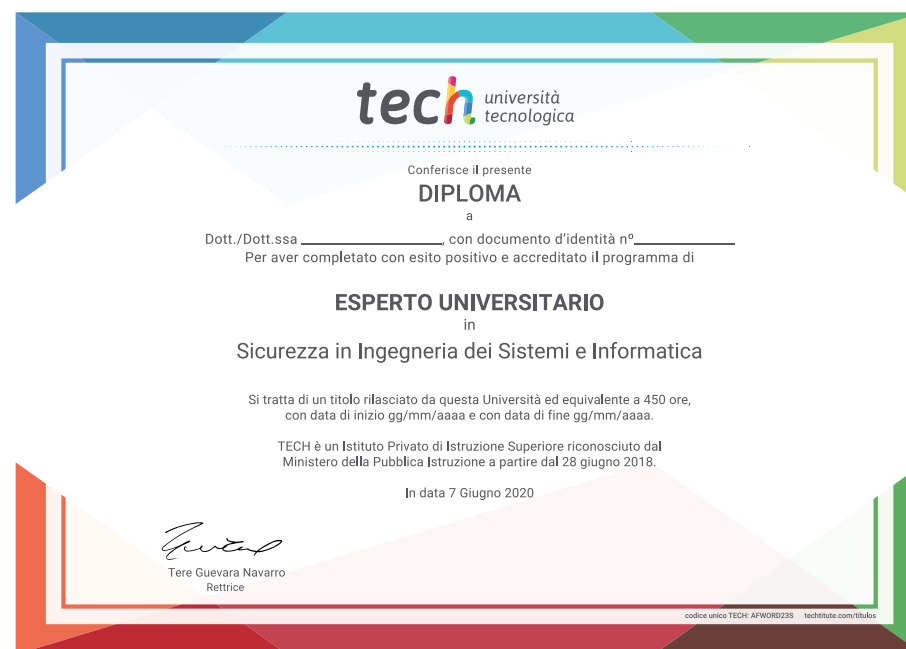 tech università
tecnologica
Conferisce il presente
DIPLOMA
a
Dott./Dott.ssa ____________________, con documento d'identità nº______________
Per aver completato con esito positivo e accreditato il programma di
ESPERTO UNIVERSITARIO
in
Sicurezza in Ingegneria dei Sistemi e Informatica
Si tratta di un titolo rilasciato da questa Università ed equivalente a 450 ore,
con data di inizio gg/mm/aaaa e con data di fine gg/mm/aaaa.
TECH è un Istituto Privato di Istruzione Superiore riconosciuto dal
Ministero della Pubblica Istruzione a partire dal 28 giugno 2018.
In data 7 Giugno 2020
Tere Guevara Navarro
Rettrice
codice unico TECH: AFWORD23S techtitute.com/titulos